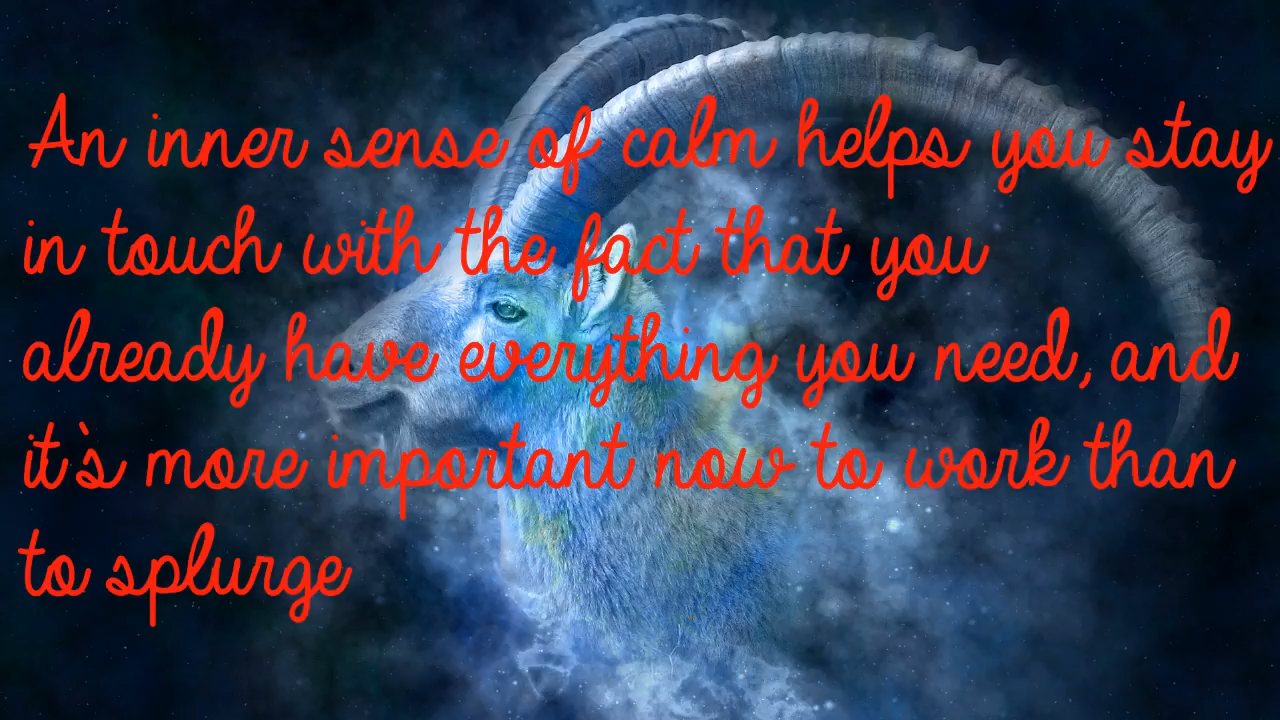 An inner sense of calm helps you stay
in touch with the fact that you
already have everything you need, and
it`s more important now to work than
to splurge